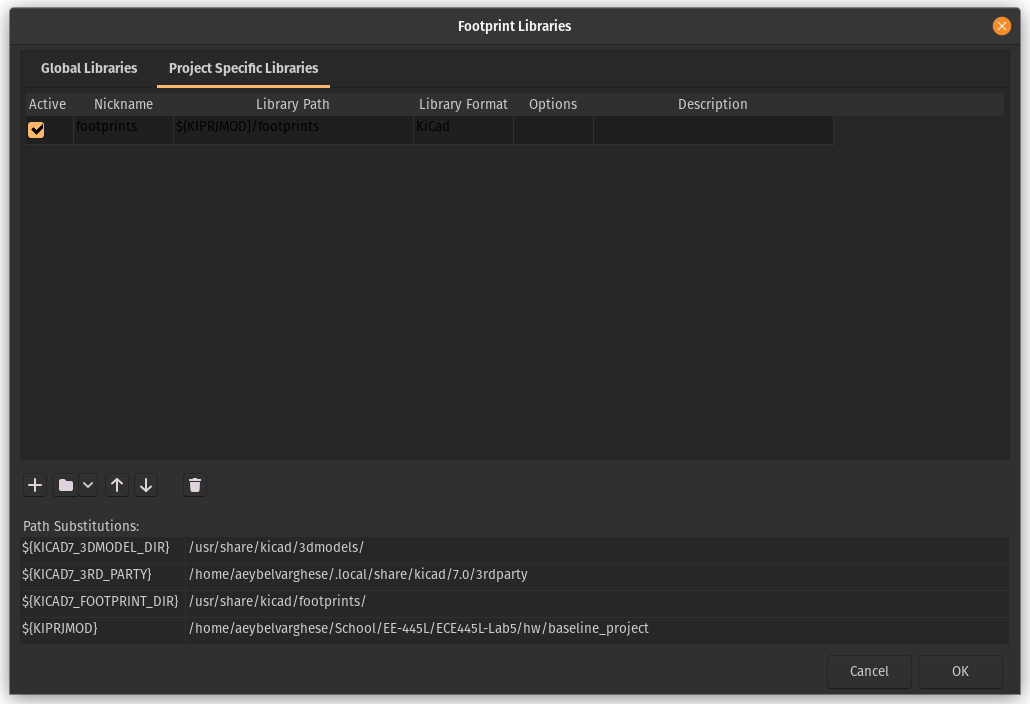 Footprint Libraries
Global Libraries Project Specific Libraries
Active Nickname Library Path Library Format Options Description
footprints ${KIPRJMOD}/footprints KiCad
Path Substitutions:
${KICAD7_3DMODEL_DIR} /usr/share/kicad/3dmodels/
${KICAD7_3RD_PARTY} /home/aeybelvarghese/.local/share/kicad/7.0/3rdparty
${KICAD7_FOOTPRINT_DIR} /usr/share/kicad/footprints/
${KIPRJMOD} /home/aeybelvarghese/School/EE-445L/ECE445L-Lab5/hw/baseline_project
Cancel OK